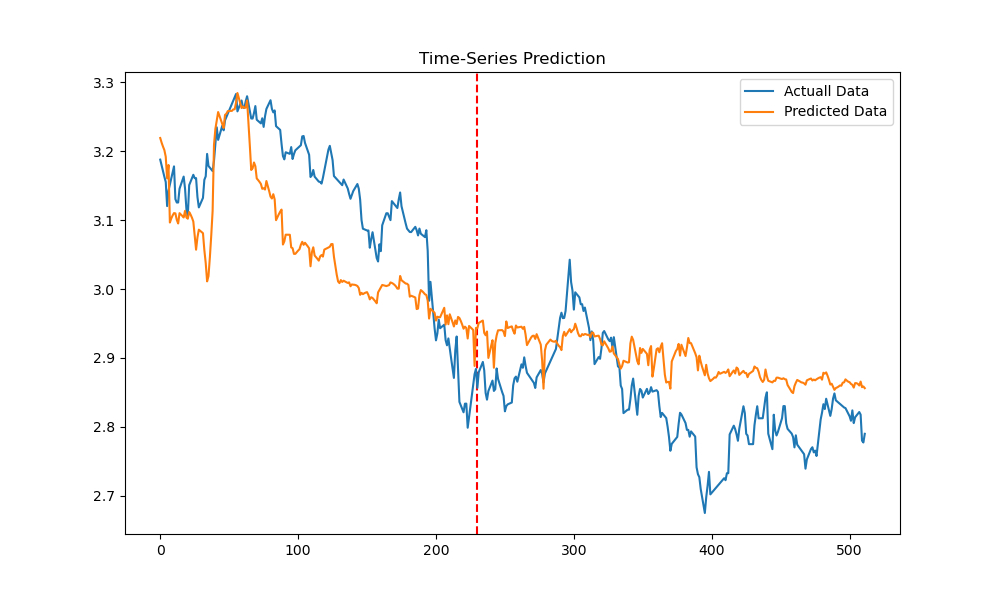 Time-Series Prediction
Actuall Data
Predicted Data
3.3
3.2
3.1
3.0
2.9
2.8
2.7
0 100 200 300 400 500